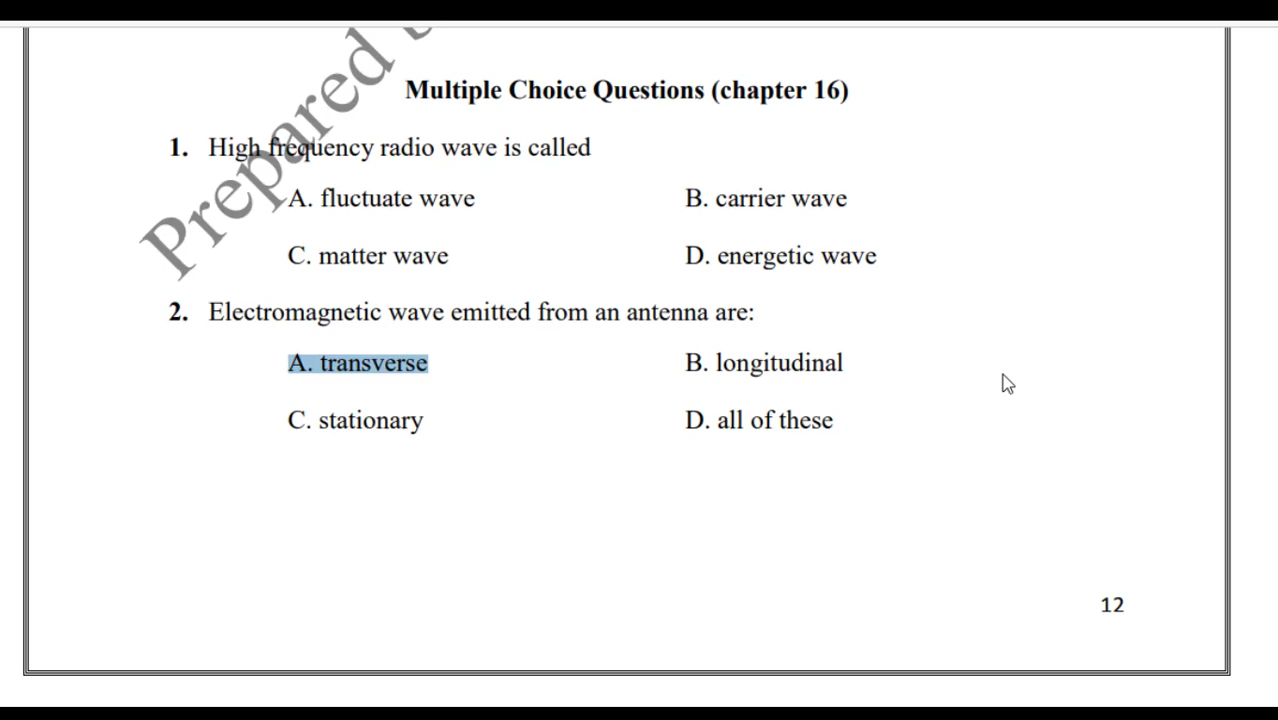 Prepared
Multiple Choice Questions (chapter 16)
1. High frequency radio wave is called
A. fluctuate wave B. carrier wave
C. matter wave D. energetic wave
2. Electromagnetic wave emitted from an antenna are:
A. transverse B. longitudinal
C. stationary D. all of these
12